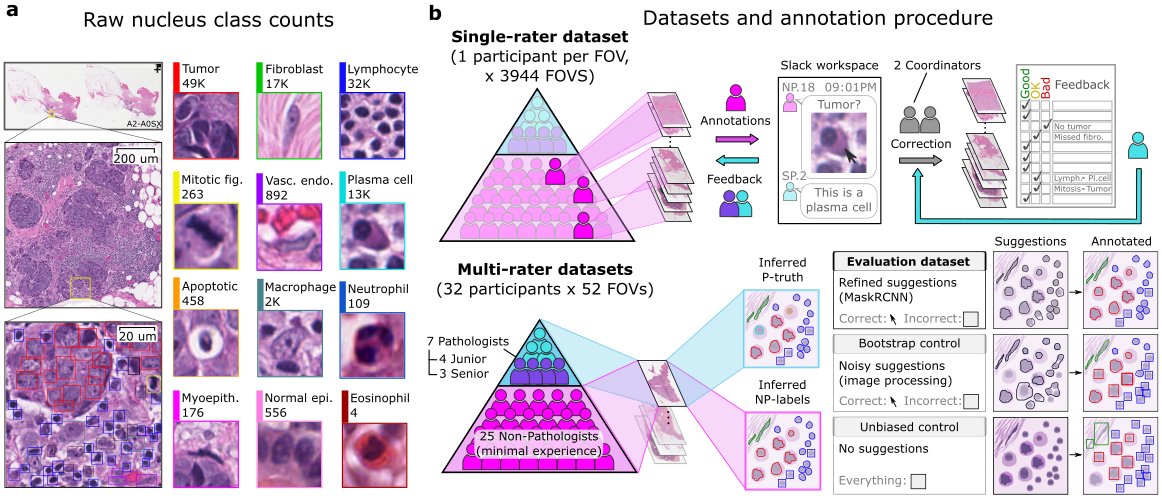 a
Raw nucleus class counts
A2-A0SX
200 um
20 um
Tumor
49K
Fibroblast
17K
Lymphocyte
32K
Mitotic fig.
263
Vasc. endo.
892
Plasma cell
13K
Apoptotic
458
Macrophage
2K
Neutrophil
109
Myoepith.
176
Normal epi.
556
Eosinophil
4
b
Datasets and annotation procedure
Single-rater dataset
(1 participant per FOV,
x 3944 FOVS)
Annotations
Feedback
Slack workspace
NP.18 09:01PM
Tumor?
SP.2
This is a
plasma cell
2 Coordinators
Correction
Good
OK
Bad
Feedback
No tumor
Missed fibro.
Lymph.▸ Pl.cell
Mitosis▸ Tumor
Multi-rater datasets
(32 participants x 52 FOVs)
7 Pathologists
4 Junior
3 Senior
25 Non-Pathologists
(minimal experience)
Inferred
P-truth
Inferred
NP-labels
Suggestions
Annotated
Evaluation dataset
Refined suggestions
(MaskRCNN)
Correct: Incorrect:
Bootstrap control
Noisy suggestions
(image processing)
Correct: Incorrect:
Unbiased control
No suggestions
Everything: